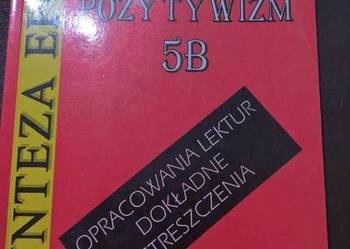 POZYTYWIZM
5B
OPRACOWANIA LEKTUR
DOKŁADNE
STRESZCZENIA